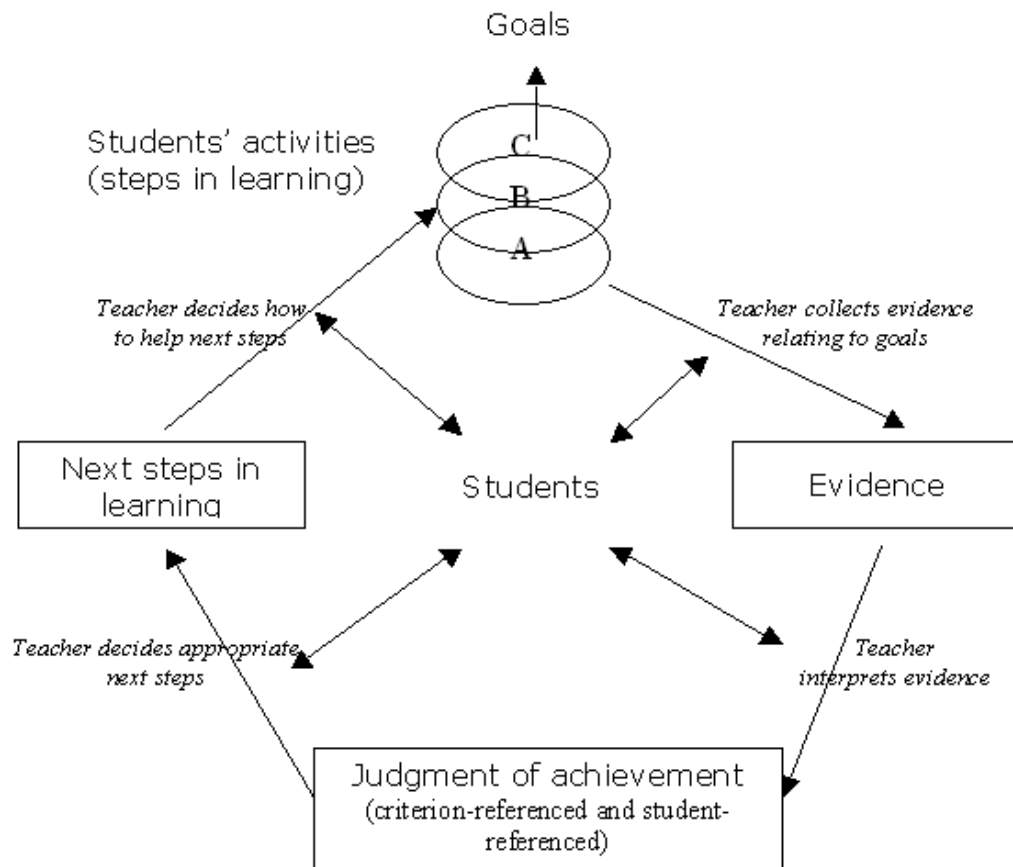 Goals
Students’ activities
(steps in learning)
C
B
A
Teacher decides how
to help next steps
Teacher collects evidence
relating to goals
Next steps in
learning
Students
Evidence
Teacher decides appropriate
next steps
Teacher
interprets evidence
Judgment of achievement
(criterion-referenced and student-
referenced)